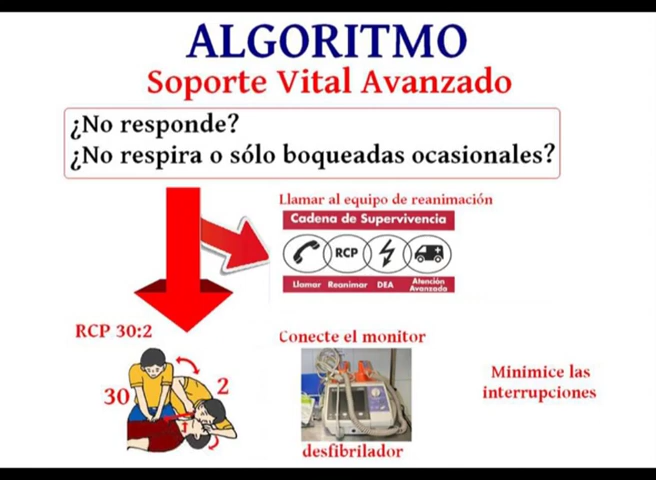 ALGORITMO
Soporte Vital Avanzado
¿No responde?
¿No respira o sólo boqueadas ocasionales?
Llamar al equipo de reanimación
Cadena de Supervivencia
RCP
Llamar Reanimar DEA Atención Avanzada
RCP 30:2
30
2
Conecte el monitor
desfibrilador
Minimice las
interrupciones